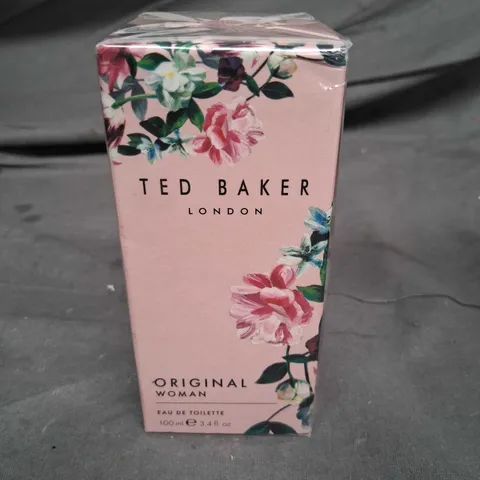 TED BAKER
LONDON
ORIGINAL
WOMAN
EAU DE TOILETTE
100 ml ℮ 3.4 fl oz